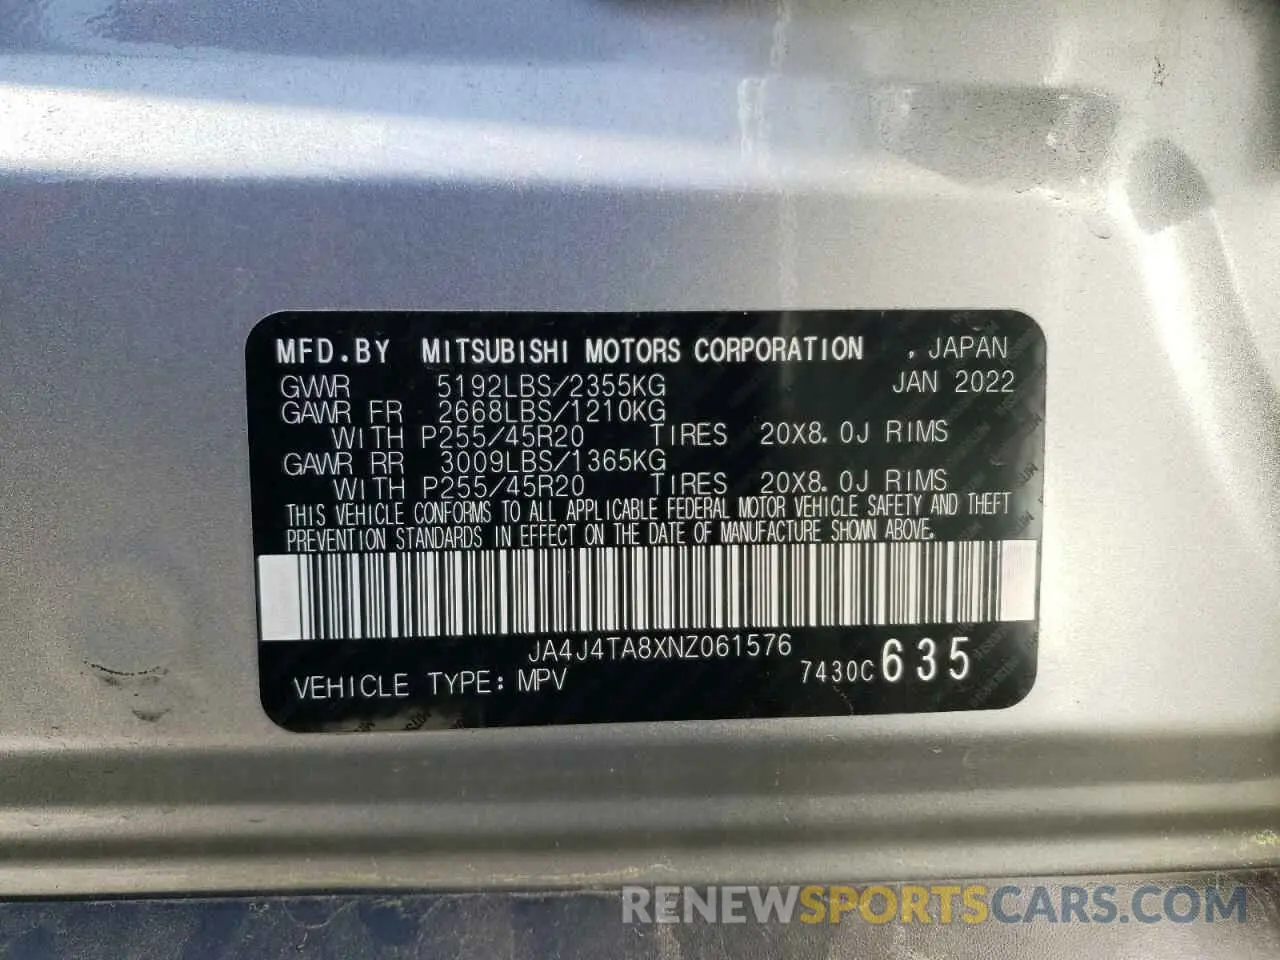 MFD.BY MITSUBISHI MOTORS CORPORATION , JAPAN
GVWR 5192LBS/2355KG JAN 2022
GAWR FR 2668LBS/1210KG
WITH P255/45R20 TIRES 20X8.0J RIMS
GAWR RR 3009LBS/1365KG
WITH P255/45R20 TIRES 20X8.0J RIMS
THIS VEHICLE CONFORMS TO ALL APPLICABLE FEDERAL MOTOR VEHICLE SAFETY AND THEFT
PREVENTION STANDARDS IN EFFECT ON THE DATE OF MANUFACTURE SHOWN ABOVE.
JA4J4TA8XNZ061576
VEHICLE TYPE: MPV 7430C 635
RENEWSPORTSCARS.COM